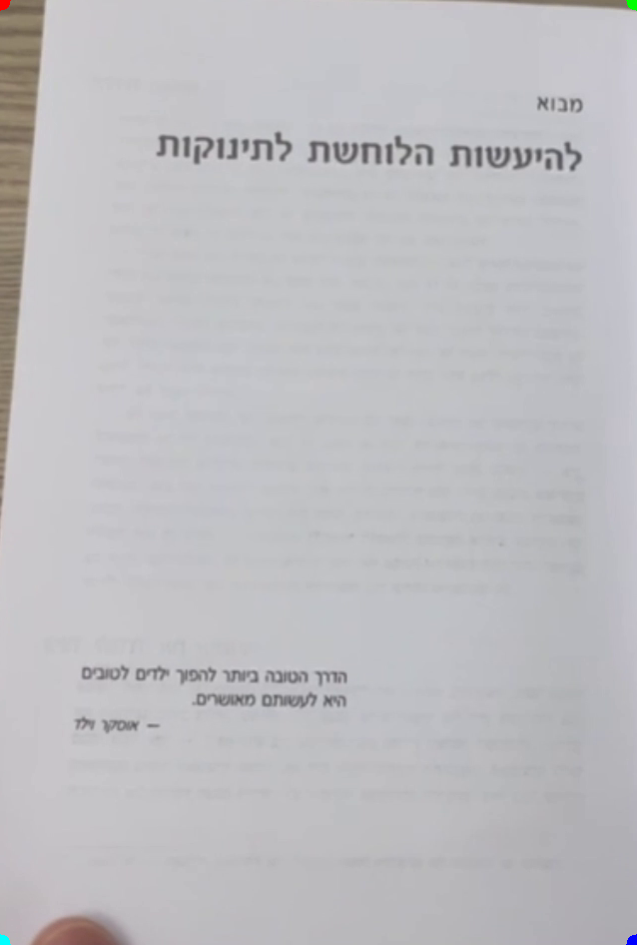 מבוא
להיעשות הלוחשת לתינוקות
הדרך הטובה ביותר להפוך ילדים לטובים
היא לעשותם מאושרים.
— אוסקר ויילד